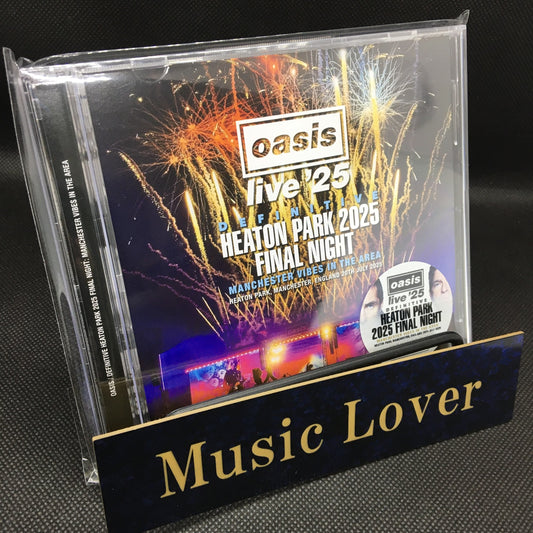 oasis
live '25
DEFINITIVE
HEATON PARK 2025
FINAL NIGHT
MANCHESTER VIBES IN THE AREA
HEATON PARK, MANCHESTER, ENGLAND 20TH JULY 2025
oasis
live '25
DEFINITIVE
HEATON PARK
2025 FINAL NIGHT
OASIS / DEFINITIVE HEATON PARK 2025 FINAL NIGHT: MANCHESTER VIBES IN THE AREA
Music Lover